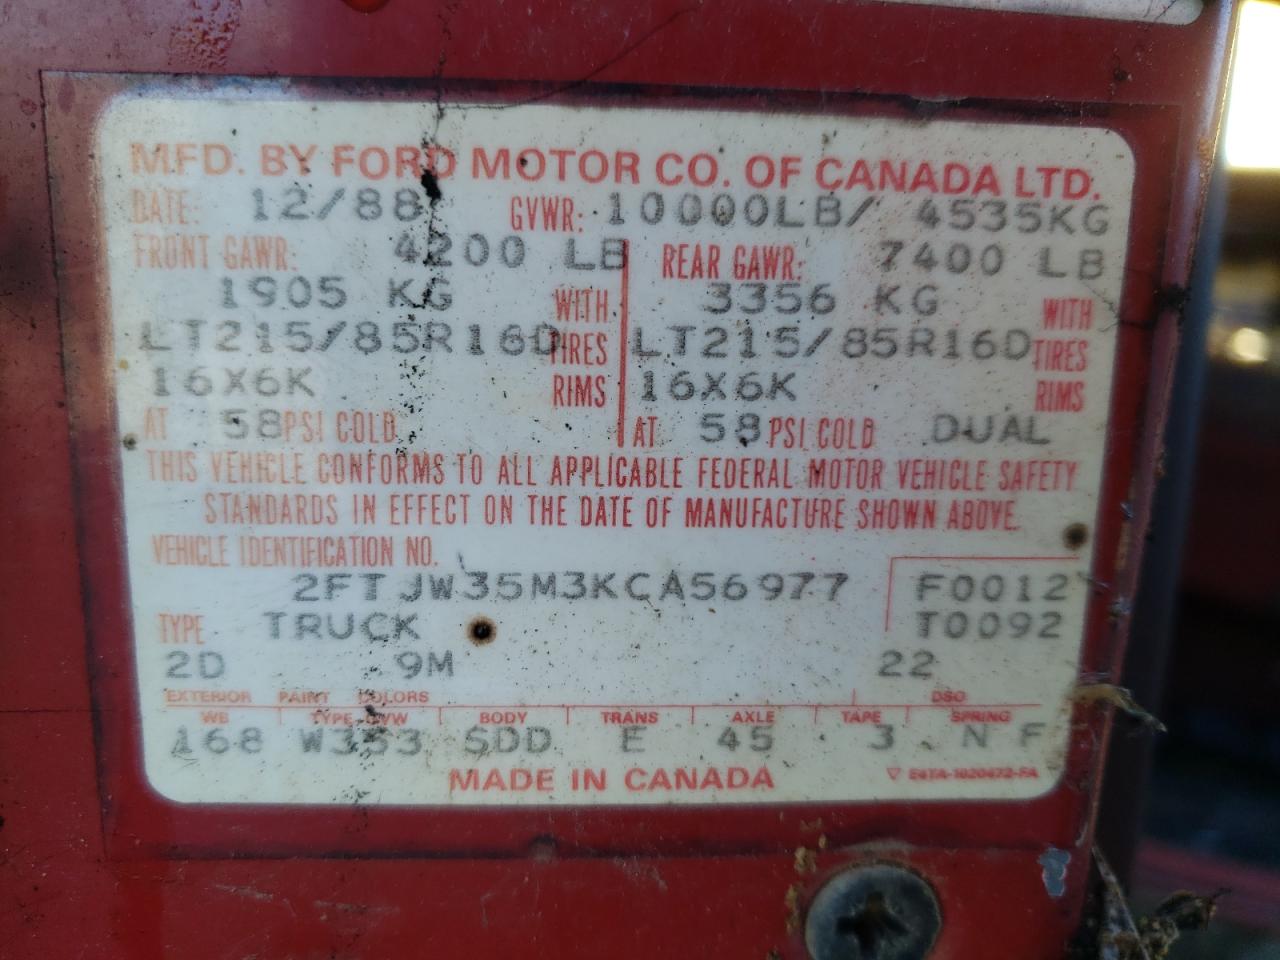 MFD. BY FORD MOTOR CO. OF CANADA LTD.
DATE: 12/88 GVWR: 10000LB/ 4535KG
FRONT GAWR: 4200 LB REAR GAWR: 7400 LB
1905 KG WITH 3356 KG WITH
LT215/85R16D TIRES LT215/85R16D TIRES
16X6K RIMS 16X6K RIMS
AT 58 PSI COLD AT 58 PSI COLD DUAL
THIS VEHICLE CONFORMS TO ALL APPLICABLE FEDERAL MOTOR VEHICLE SAFETY
STANDARDS IN EFFECT ON THE DATE OF MANUFACTURE SHOWN ABOVE.
VEHICLE IDENTIFICATION NO.
2FTJW35M3KCA56977 F0012
TYPE TRUCK T0092
2D 9M 22
EXTERIOR PAINT COLORS DSO
WB TYPE-GVW BODY TRANS AXLE TAPE SPRING
168 W353 SDD E 45 3 N F
MADE IN CANADA E4TA-1020472-FA